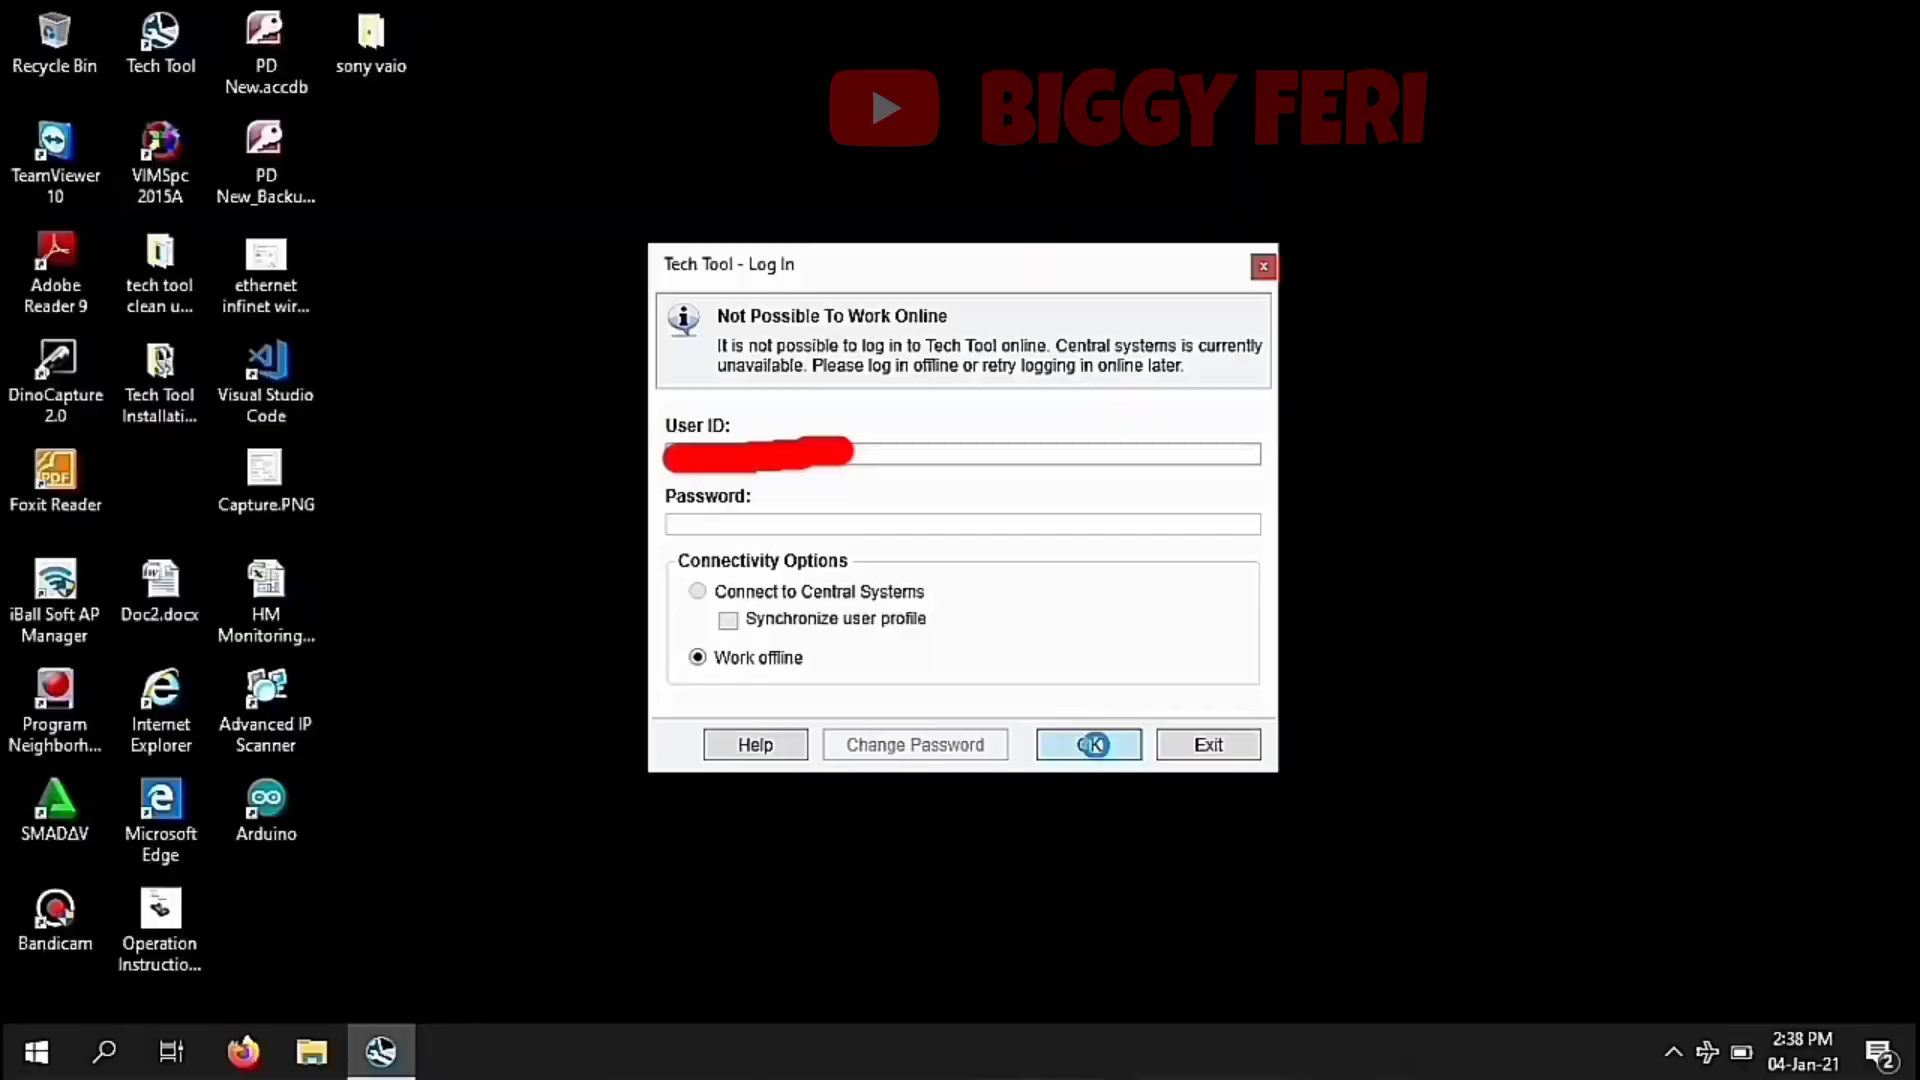 Recycle Bin
Tech Tool
PD
New.accdb
sony vaio
BIGGY FERI
TeamViewer
10
VIMSpc
2015A
PD
New_Backu...
Adobe
Reader 9
tech tool
clean u...
ethernet
infinet wir...
DinoCapture
2.0
Tech Tool
Installati...
Visual Studio
Code
Foxit Reader
Capture.PNG
iBall Soft AP
Manager
Doc2.docx
HM
Monitoring...
Program
Neighborh...
Internet
Explorer
Advanced IP
Scanner
SMADΔV
Microsoft
Edge
Arduino
Bandicam
Operation
Instructio...
Tech Tool - Log In
Not Possible To Work Online
It is not possible to log in to Tech Tool online. Central systems is currently
unavailable. Please log in offline or retry logging in online later.
User ID:
Password:
Connectivity Options
Connect to Central Systems
Synchronize user profile
Work offline
Help
Change Password
OK
Exit
2:38 PM
04-Jan-21
2